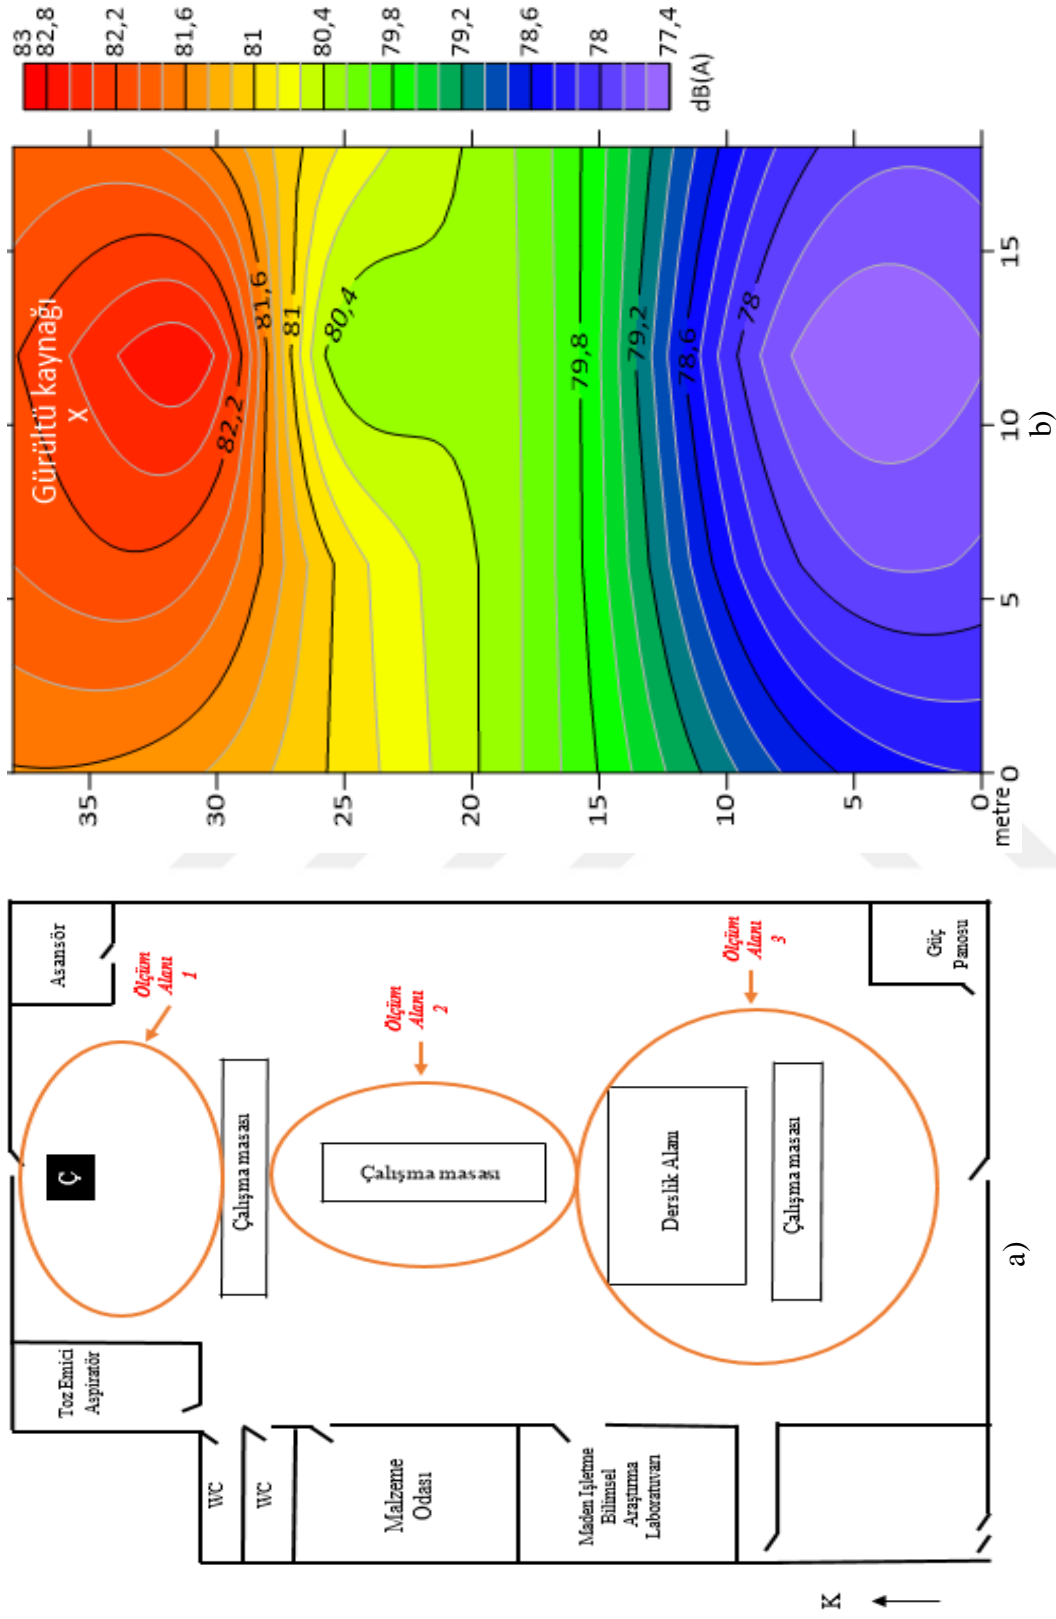 Toz Emici
Aspiratör
Ç
Asansör
Ölçüm
Alanı
1
WC
WC
Çalışma masası
Malzeme
Odası
Çalışma masası
Ölçüm
Alanı
2
Maden İşletme
Bilimsel
Araştırma
Laboratuvarı
Derslik Alanı
Çalışma masası
Ölçüm
Alanı
3
Güç
Panosu
K
a)
35
30
25
20
15
10
5
0
metre
5
10
15
Gürültü kaynağı
X
82,2
81,6
81
80,4
79,8
79,2
78,6
78
83
82,8
82,2
81,6
81
80,4
79,8
79,2
78,6
78
77,4
dB(A)
b)